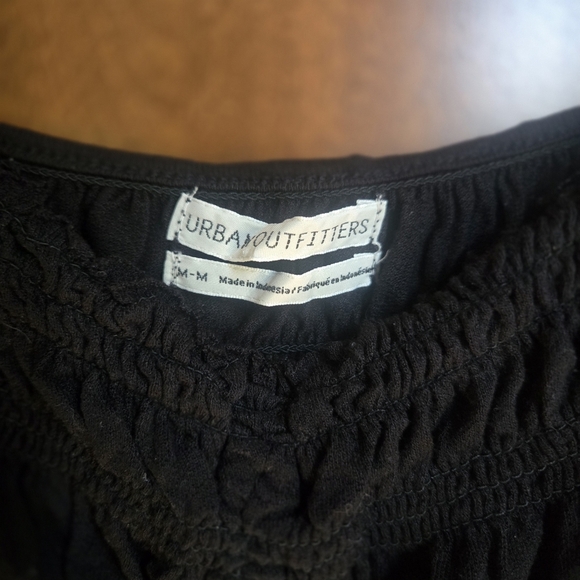 URBAN OUTFITTERS
M-M Made in Indonesia / Fabriqué en Indonésie